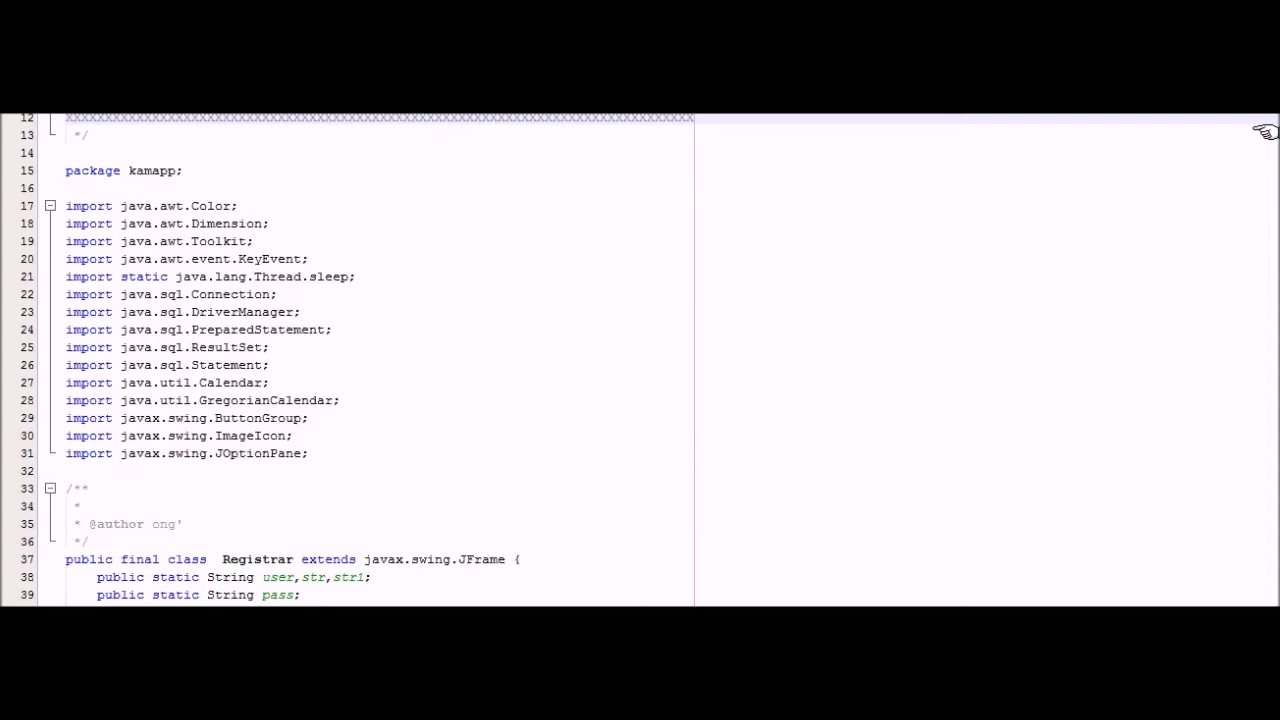 12
13 */
14
15 package kamapp;
16
17 import java.awt.Color;
18 import java.awt.Dimension;
19 import java.awt.Toolkit;
20 import java.awt.event.KeyEvent;
21 import static java.lang.Thread.sleep;
22 import java.sql.Connection;
23 import java.sql.DriverManager;
24 import java.sql.PreparedStatement;
25 import java.sql.ResultSet;
26 import java.sql.Statement;
27 import java.util.Calendar;
28 import java.util.GregorianCalendar;
29 import javax.swing.ButtonGroup;
30 import javax.swing.ImageIcon;
31 import javax.swing.JOptionPane;
32
33 /**
34 *
35 * @author ong'
36 */
37 public final class  Registrar extends javax.swing.JFrame {
38 public static String user,str,str1;
39 public static String pass;